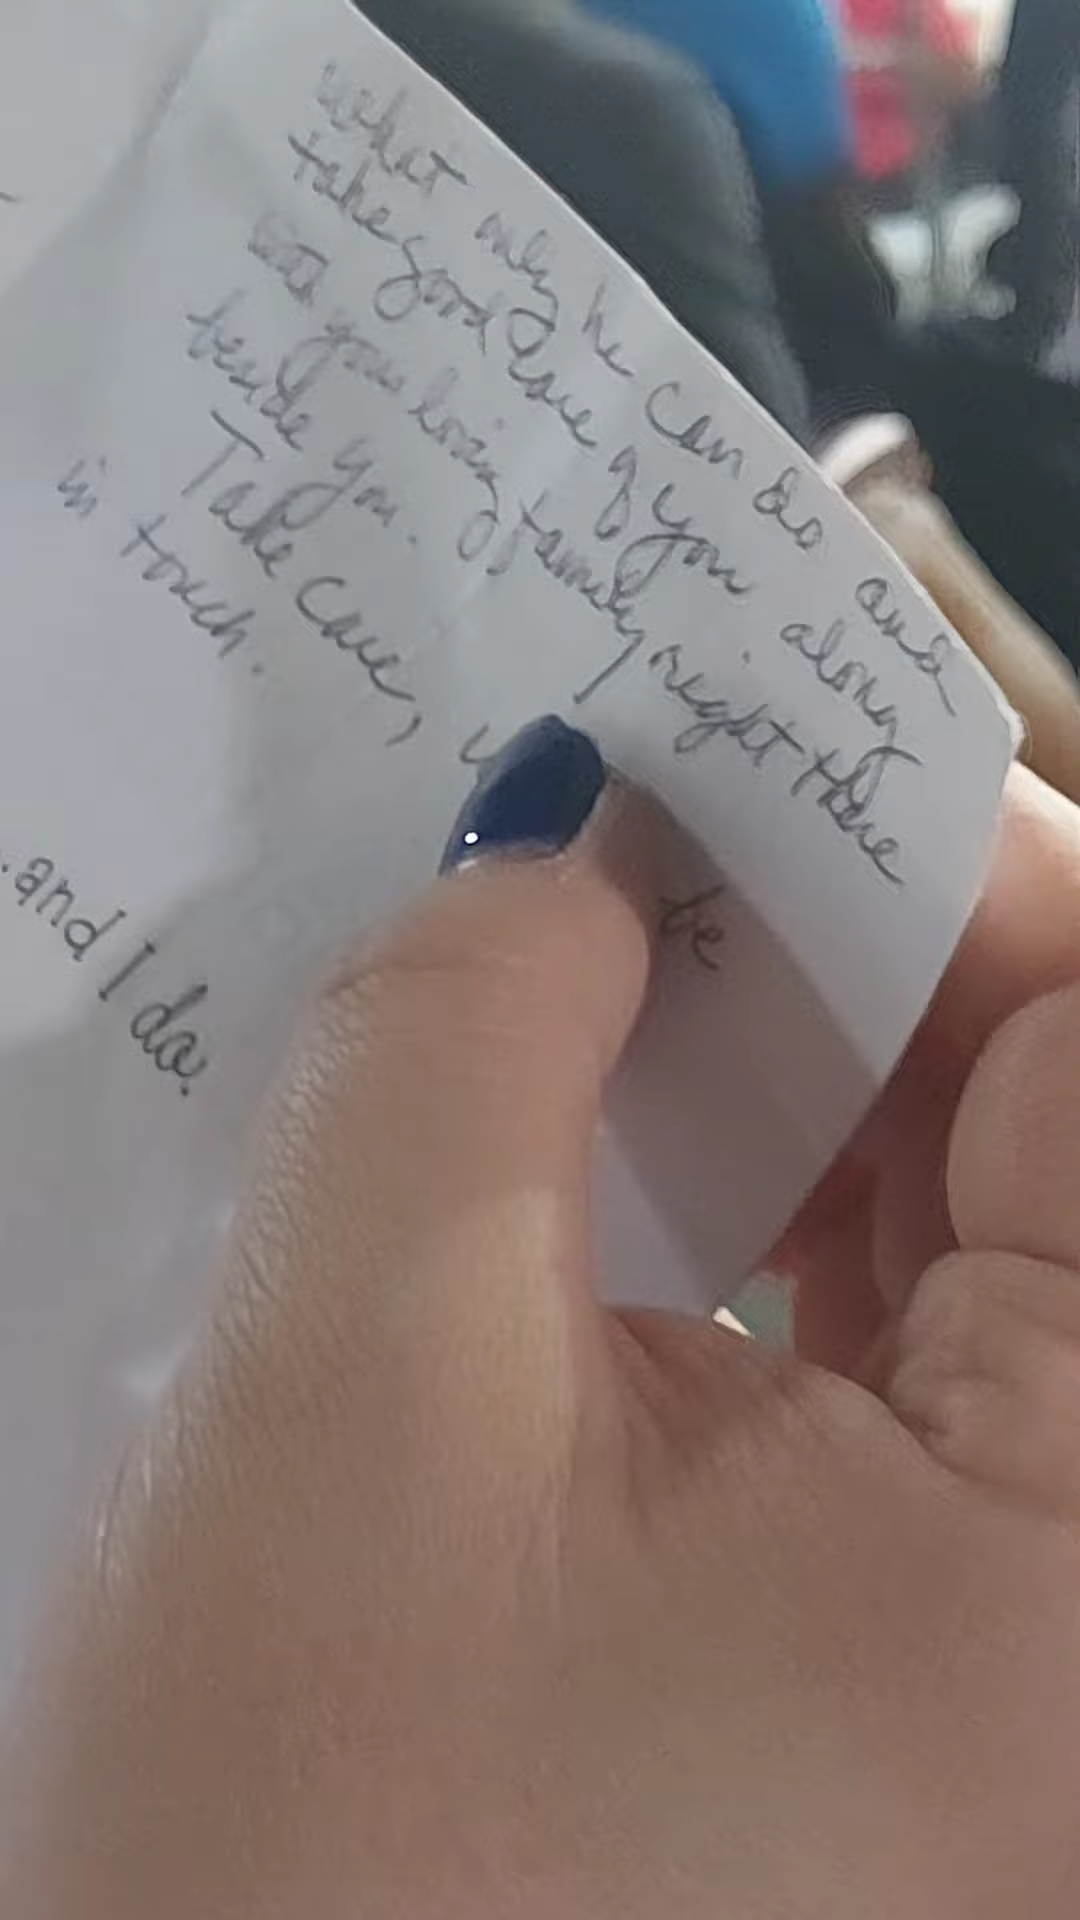 what only he can do and
take good care of you along
with your loving family right there
beside you.
Take care, be
in touch.
...and I do.